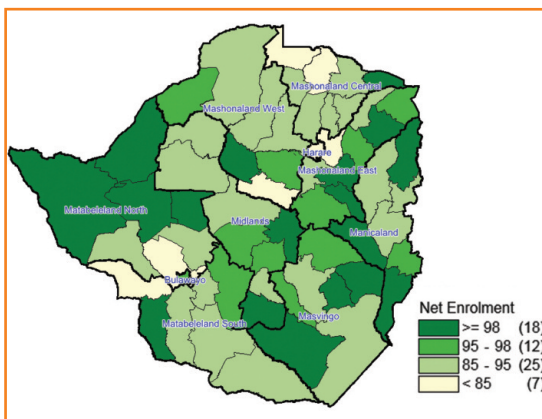 Mashonaland Central
Mashonaland West
Harare
Mashonaland East
Matabeleland North
Midlands
Manicaland
Bulawayo
Masvingo
Matabeleland South
Net Enrolment
>= 98 (18)
95 - 98 (12)
85 - 95 (25)
< 85 (7)